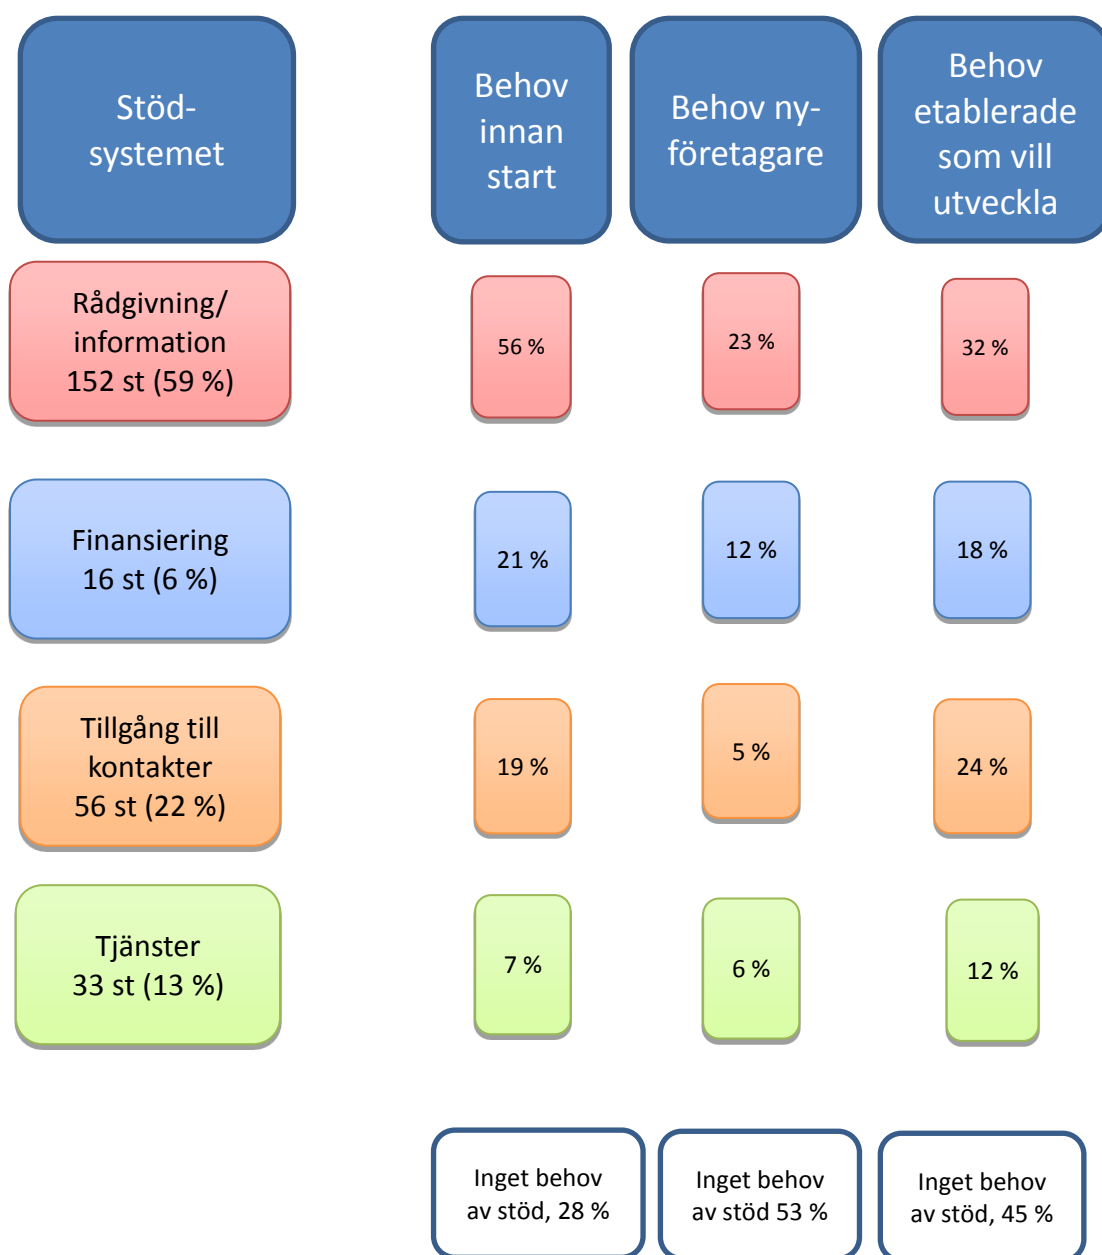 Stöd-
systemet
Behov
innan
start
Behov ny-
företagare
Behov
etablerade
som vill
utveckla
Rådgivning/
information
152 st (59 %)
56 %
23 %
32 %
Finansiering
16 st (6 %)
21 %
12 %
18 %
Tillgång till
kontakter
56 st (22 %)
19 %
5 %
24 %
Tjänster
33 st (13 %)
7 %
6 %
12 %
Inget behov
av stöd, 28 %
Inget behov
av stöd 53 %
Inget behov
av stöd, 45 %